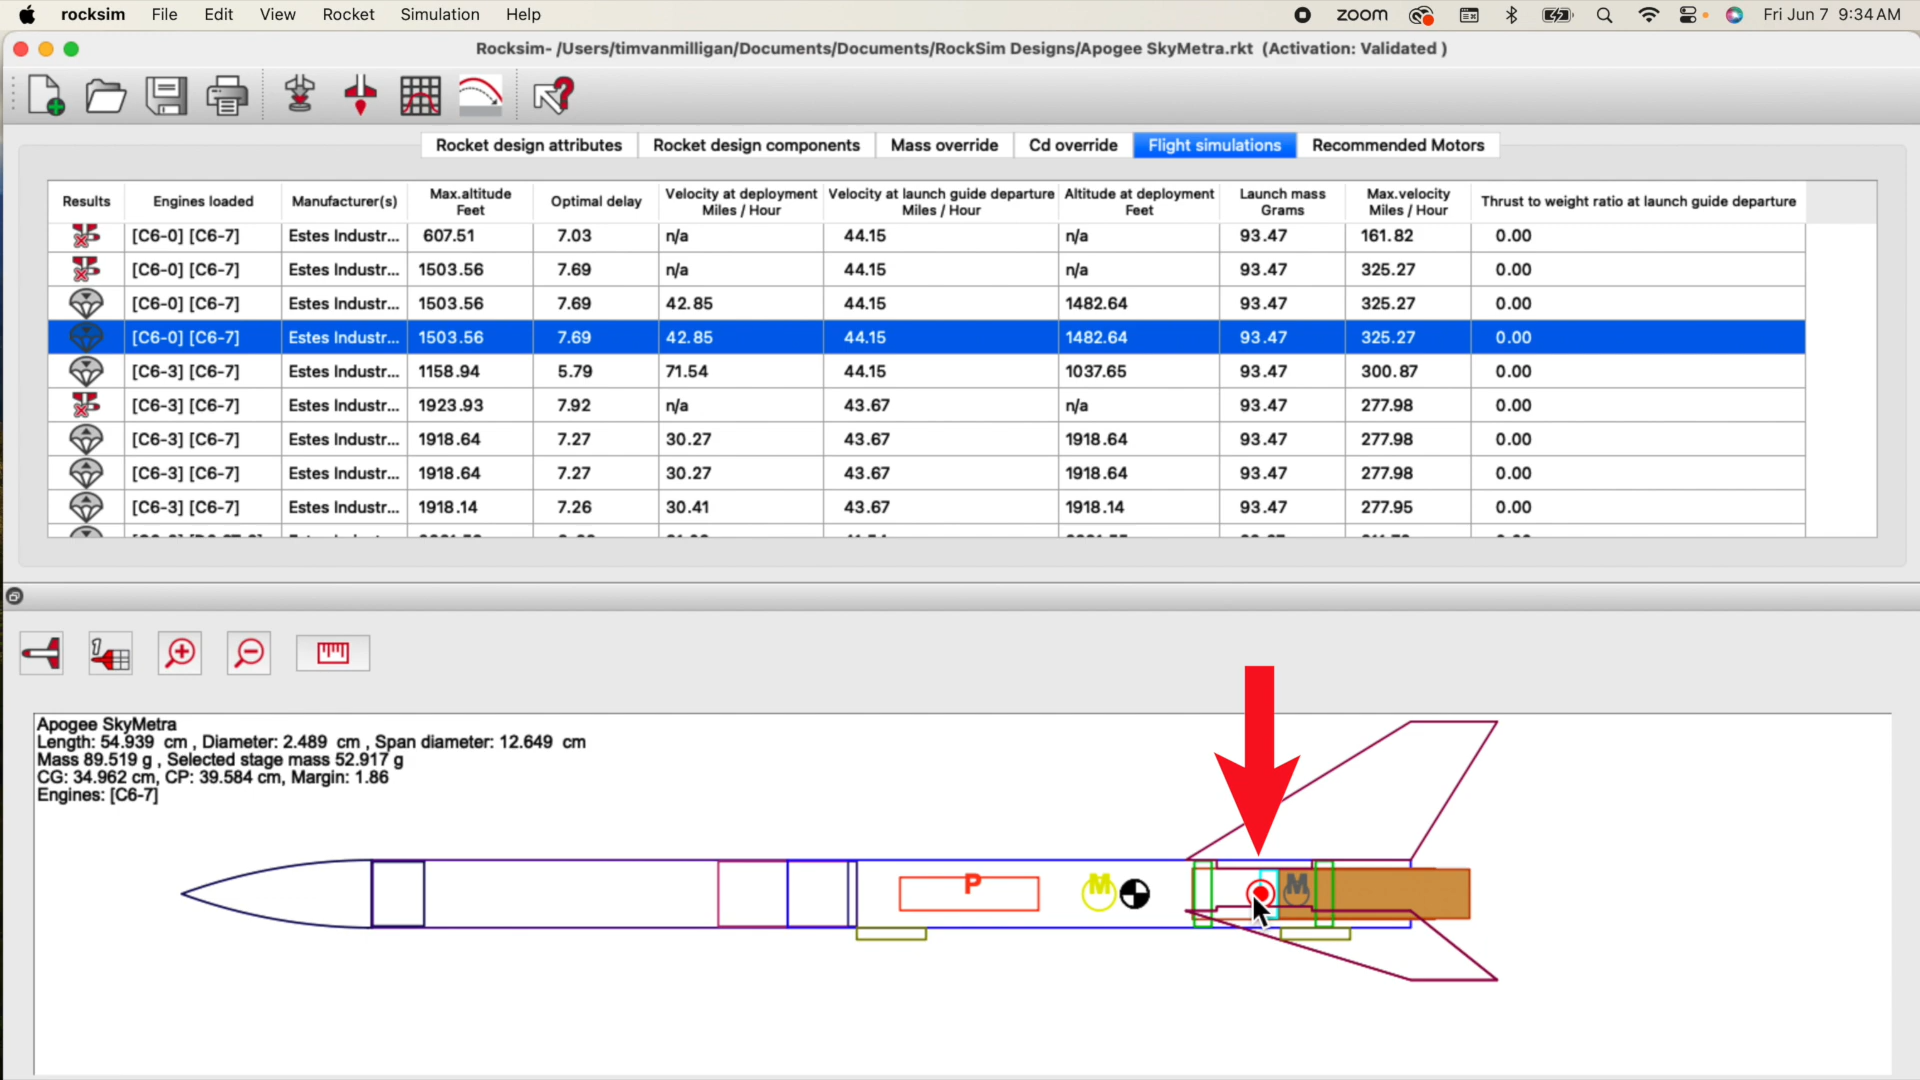 rocksim File Edit View Rocket Simulation Help zoom Fri Jun 7 9:34 AM
Rocksim- /Users/timvanmilligan/Documents/Documents/RockSim Designs/Apogee SkyMetra.rkt (Activation: Validated )
Rocket design attributes Rocket design components Mass override Cd override Flight simulations Recommended Motors
Results Engines loaded Manufacturer(s) Max.altitude Feet Optimal delay Velocity at deployment Miles / Hour Velocity at launch guide departure Miles / Hour Altitude at deployment Feet Launch mass Grams Max.velocity Miles / Hour Thrust to weight ratio at launch guide departure
[C6-0] [C6-7] Estes Industr... 607.51 7.03 n/a 44.15 n/a 93.47 161.82 0.00
[C6-0] [C6-7] Estes Industr... 1503.56 7.69 n/a 44.15 n/a 93.47 325.27 0.00
[C6-0] [C6-7] Estes Industr... 1503.56 7.69 42.85 44.15 1482.64 93.47 325.27 0.00
[C6-0] [C6-7] Estes Industr... 1503.56 7.69 42.85 44.15 1482.64 93.47 325.27 0.00
[C6-3] [C6-7] Estes Industr... 1158.94 5.79 71.54 44.15 1037.65 93.47 300.87 0.00
[C6-3] [C6-7] Estes Industr... 1923.93 7.92 n/a 43.67 n/a 93.47 277.98 0.00
[C6-3] [C6-7] Estes Industr... 1918.64 7.27 30.27 43.67 1918.64 93.47 277.98 0.00
[C6-3] [C6-7] Estes Industr... 1918.64 7.27 30.27 43.67 1918.64 93.47 277.98 0.00
[C6-3] [C6-7] Estes Industr... 1918.14 7.26 30.41 43.67 1918.14 93.47 277.95 0.00
1
Apogee SkyMetra
Length: 54.939 cm , Diameter: 2.489 cm , Span diameter: 12.649 cm
Mass 89.519 g , Selected stage mass 52.917 g
CG: 34.962 cm, CP: 39.584 cm, Margin: 1.86
Engines: [C6-7]
P M M